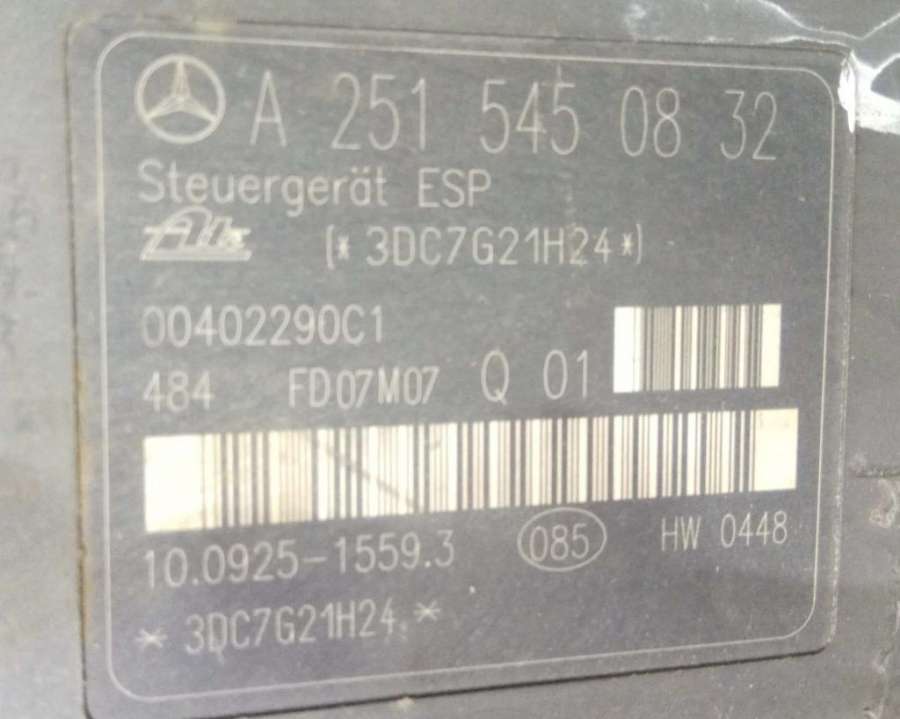 A 251 545 08 32
Steuergerät ESP
Ate (* 3DC7G21H24 *)
00402290C1
484 FD07M07 Q 01
10.0925-1559.3 085 HW 0448
* 3DC7G21H24 *